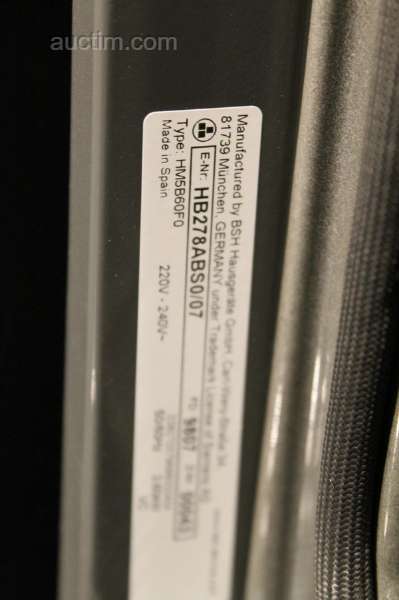 auctim.com
Manufactured by BSH Hausgeräte GmbH, Carl-Wery-Straße 34
81739 München, GERMANY under Trademark License of Siemens AG
E-Nr. HB278ABS0/07
FD 9807
Type: HM5B60F0
Made in Spain
220V - 240V~
50/60Hz